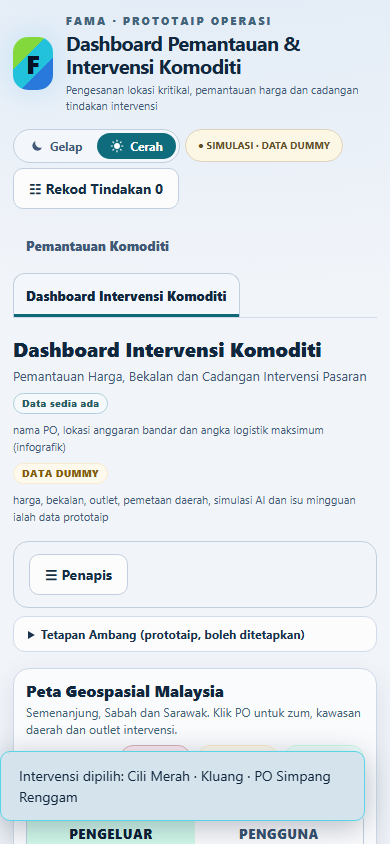 FAMA · PROTOTAIP OPERASI
F
Dashboard Pemantauan &
Intervensi Komoditi
Pengesanan lokasi kritikal, pemantauan harga dan cadangan
tindakan intervensi
Gelap
Cerah
● SIMULASI · DATA DUMMY
☷ Rekod Tindakan 0
Pemantauan Komoditi
Dashboard Intervensi Komoditi
Dashboard Intervensi Komoditi
Pemantauan Harga, Bekalan dan Cadangan Intervensi Pasaran
Data sedia ada
nama PO, lokasi anggaran bandar dan angka logistik maksimum
(infografik)
DATA DUMMY
harga, bekalan, outlet, pemetaan daerah, simulasi AI dan isu mingguan
ialah data prototaip
☰ Penapis
▶ Tetapan Ambang (prototaip, boleh ditetapkan)
Peta Geospasial Malaysia
Semenanjung, Sabah dan Sarawak. Klik PO untuk zum, kawasan
daerah dan outlet intervensi.
Intervensi dipilih: Cili Merah · Kluang · PO Simpang
Renggam
PENGELUAR
PENGGUNA